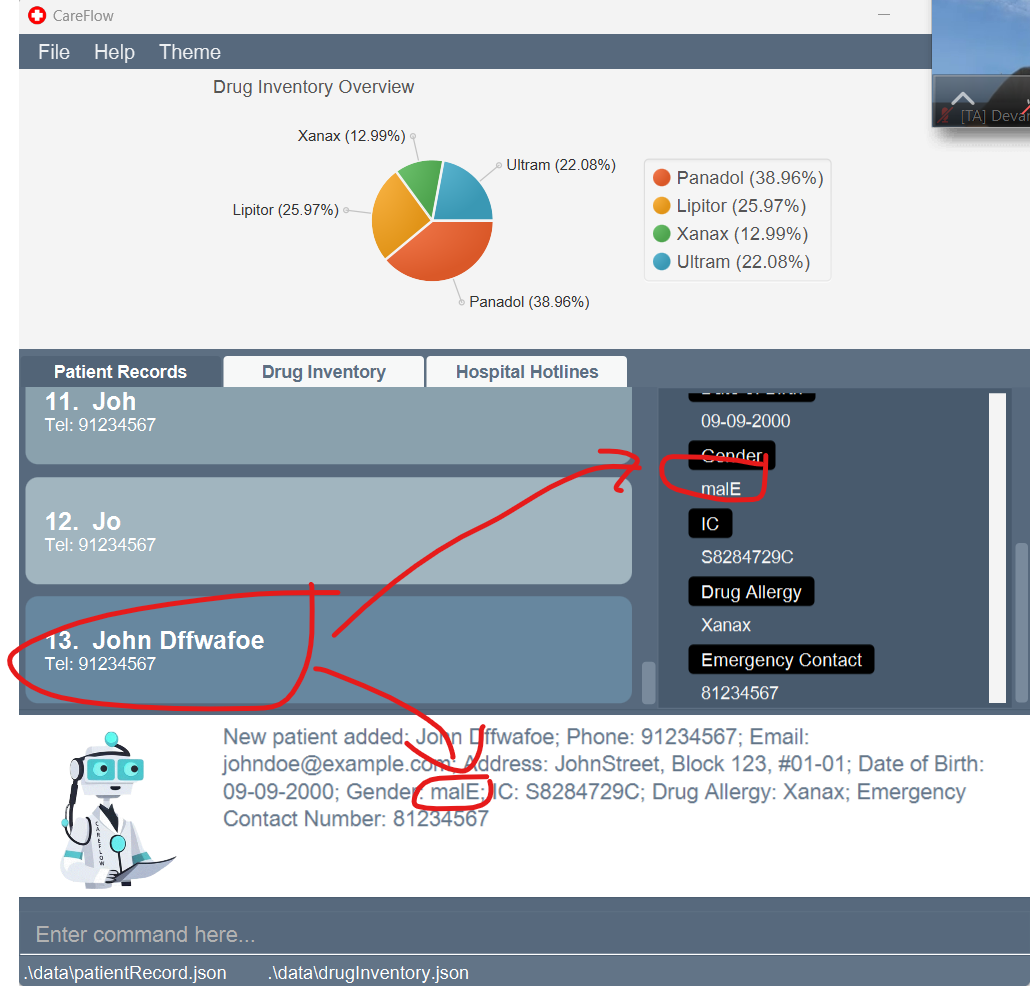 CareFlow
File Help Theme
[TA] Devan
Drug Inventory Overview
Xanax (12.99%)
Ultram (22.08%)
Lipitor (25.97%)
Panadol (38.96%)
Panadol (38.96%)
Lipitor (25.97%)
Xanax (12.99%)
Ultram (22.08%)
Patient Records
Drug Inventory
Hospital Hotlines
11. Joh
Tel: 91234567
12. Jo
Tel: 91234567
13. John Dffwafoe
Tel: 91234567
Date of Birth
09-09-2000
Gender
malE
IC
S8284729C
Drug Allergy
Xanax
Emergency Contact
81234567
New patient added: John Dffwafoe; Phone: 91234567; Email:
johndoe@example.com; Address: JohnStreet, Block 123, #01-01; Date of Birth:
09-09-2000; Gender: malE; IC: S8284729C; Drug Allergy: Xanax; Emergency
Contact Number: 81234567
CAREFLOW
Enter command here...
.\data\patientRecord.json
.\data\drugInventory.json